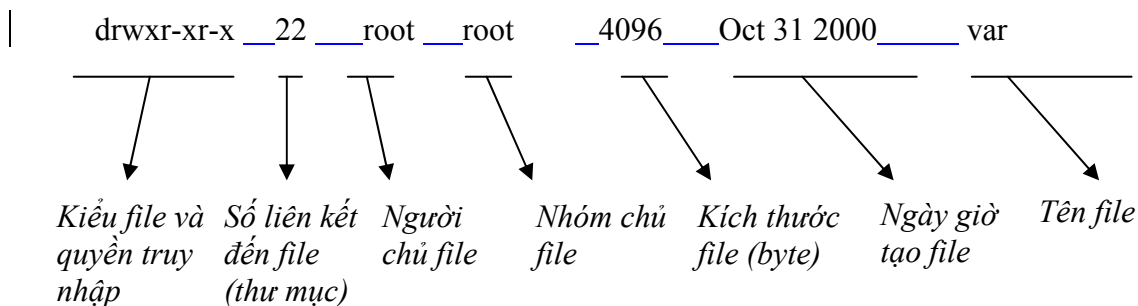 drwxr-xr-x 22 root root 4096 Oct 31 2000 var
Kiểu file và
quyền truy
nhập
Số liên kết
đến file
(thư mục)
Người
chủ file
Nhóm chủ
file
Kích thước
file (byte)
Ngày giờ
tạo file
Tên file